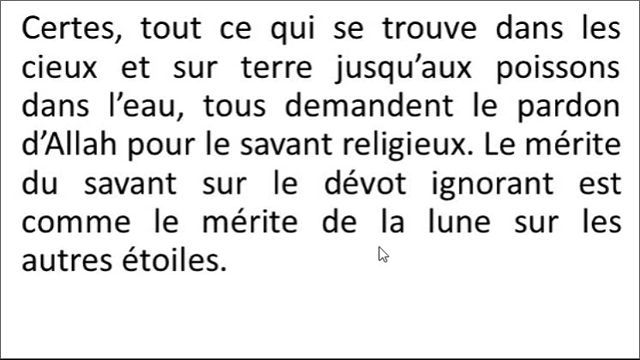 Certes, tout ce qui se trouve dans les
cieux et sur terre jusqu’aux poissons
dans l’eau, tous demandent le pardon
d’Allah pour le savant religieux. Le mérite
du savant sur le dévot ignorant est
comme le mérite de la lune sur les
autres étoiles.